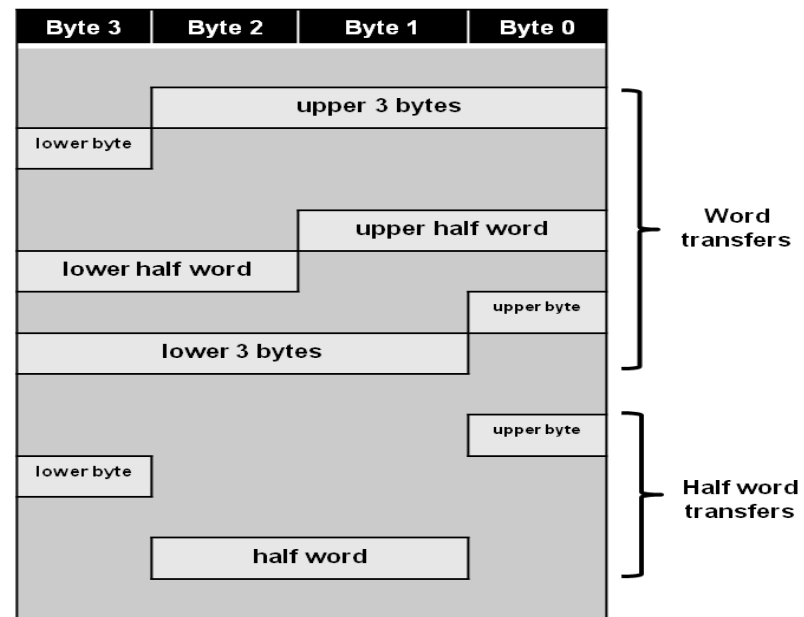 Byte 3 Byte 2 Byte 1 Byte 0
upper 3 bytes
lower byte
upper half word
lower half word
upper byte
lower 3 bytes
Word
transfers
upper byte
lower byte
half word
Half word
transfers